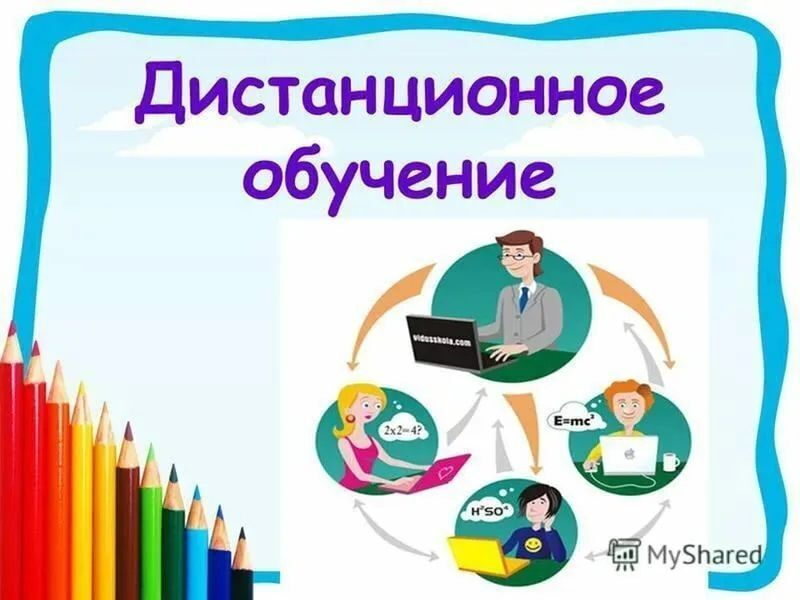 Дистанционное
обучение
vidusskola.com
2x2=4?
E=mc²
H²SO⁴
MyShared